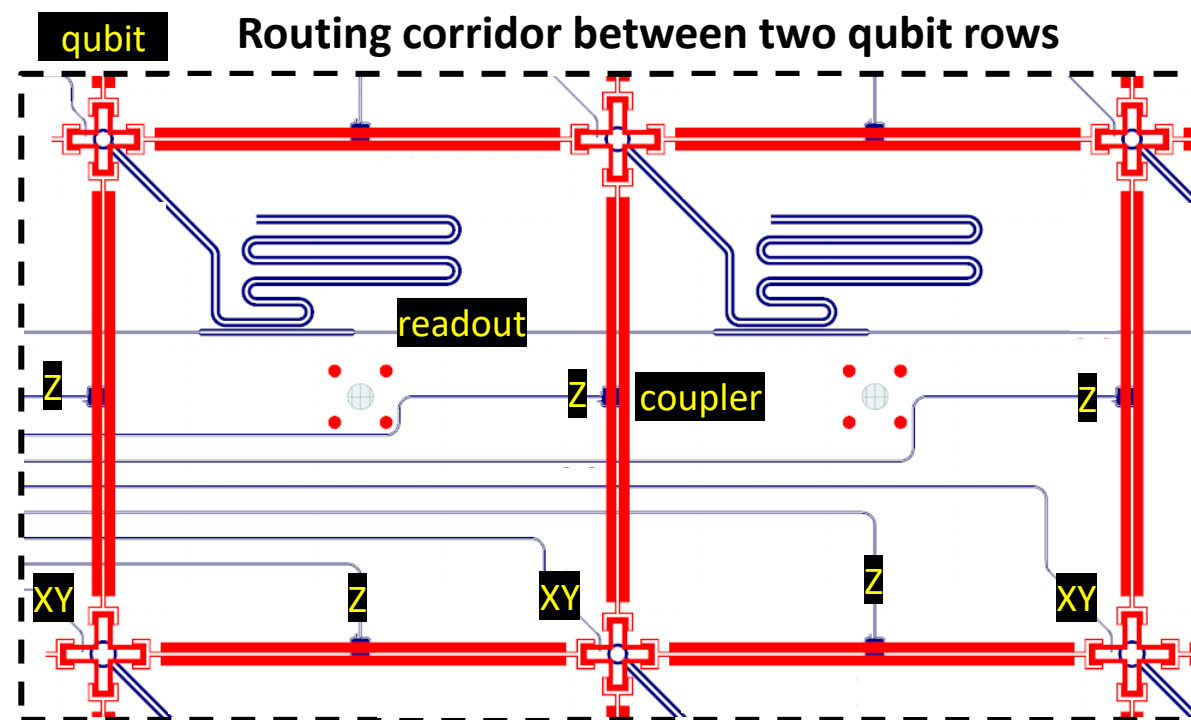 qubit
Routing corridor between two qubit rows
readout
Z
Z
coupler
Z
XY
Z
XY
Z
XY